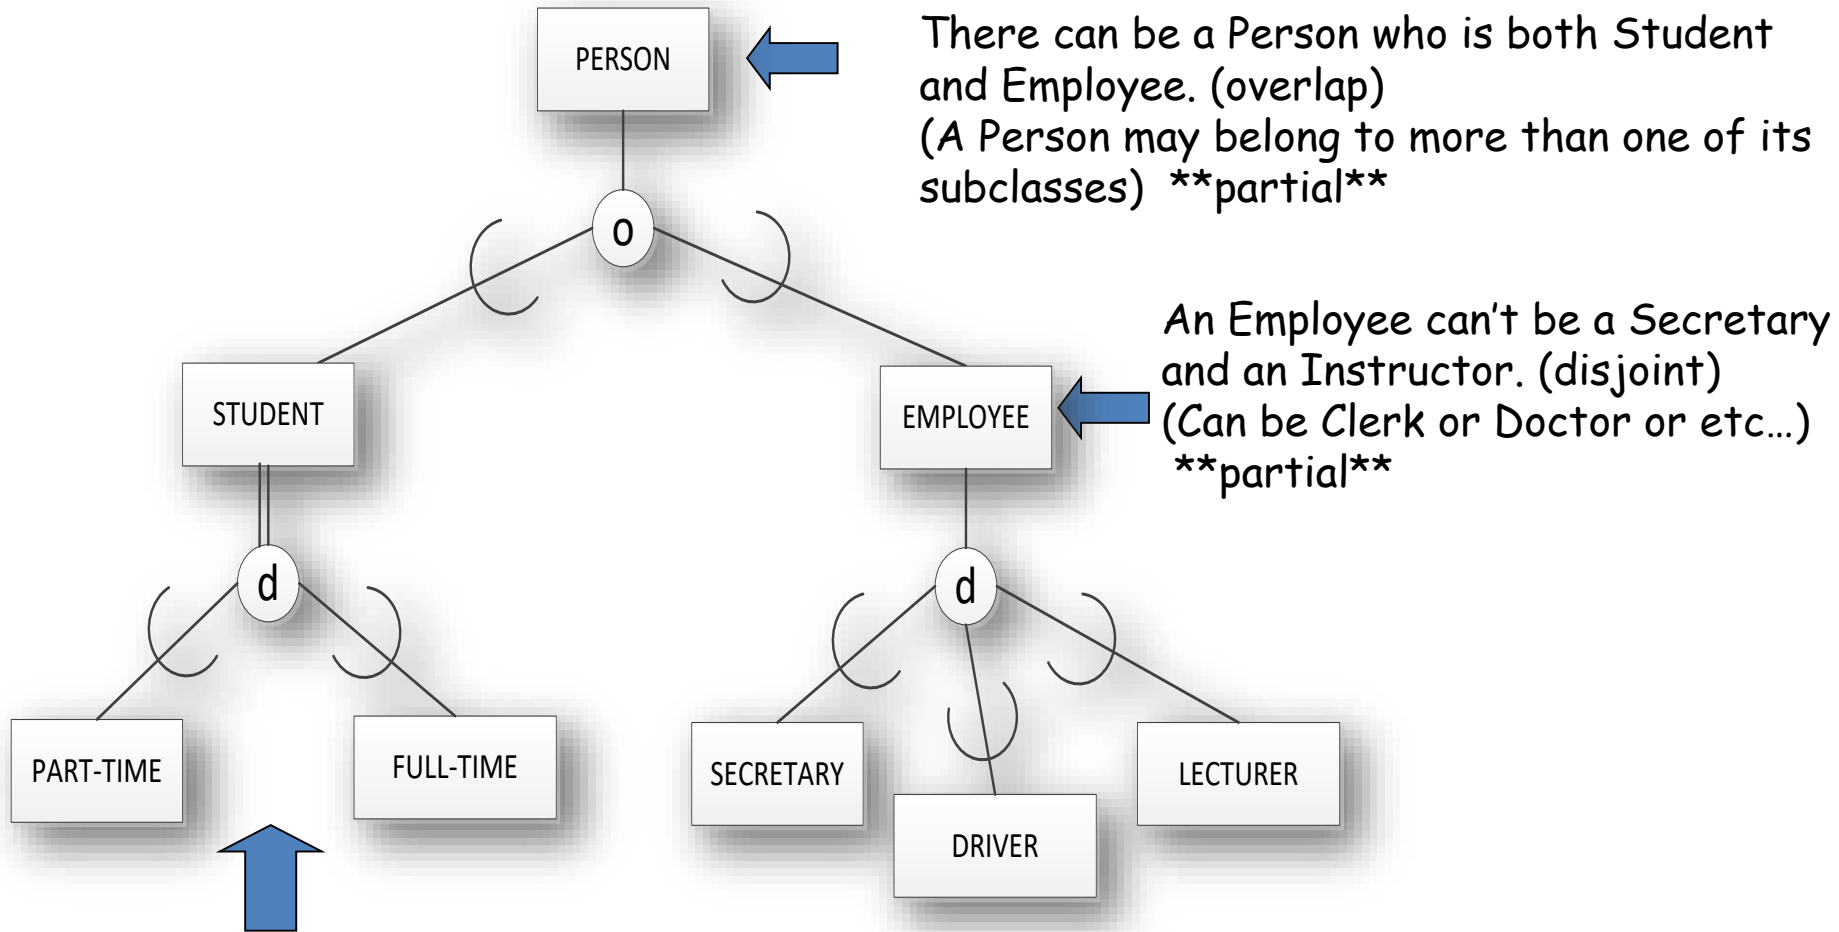 PERSON
There can be a Person who is both Student
and Employee. (overlap)
(A Person may belong to more than one of its
subclasses) **partial**
o
An Employee can't be a Secretary
and an Instructor. (disjoint)
(Can be Clerk or Doctor or etc...)
**partial**
STUDENT
EMPLOYEE
d
d
PART-TIME
FULL-TIME
SECRETARY
DRIVER
LECTURER